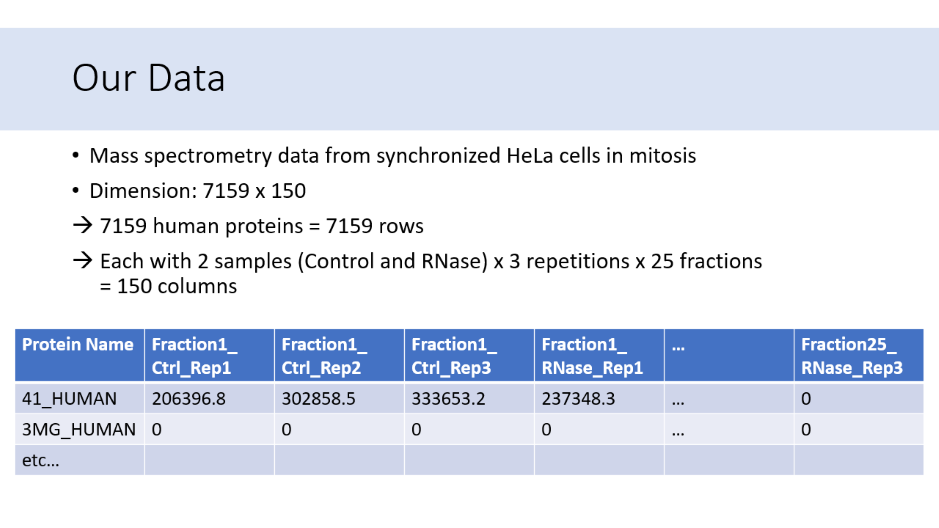 Our Data
• Mass spectrometry data from synchronized HeLa cells in mitosis
• Dimension: 7159 x 150
→ 7159 human proteins = 7159 rows
→ Each with 2 samples (Control and RNase) x 3 repetitions x 25 fractions
= 150 columns
Protein Name Fraction1_ Fraction1_ Fraction1_ Fraction1_ ... Fraction25_
Ctrl_Rep1 Ctrl_Rep2 Ctrl_Rep3 RNase_Rep1 RNase_Rep3
41_HUMAN 206396.8 302858.5 333653.2 237348.3 ... 0
3MG_HUMAN 0 0 0 0 ... 0
etc...